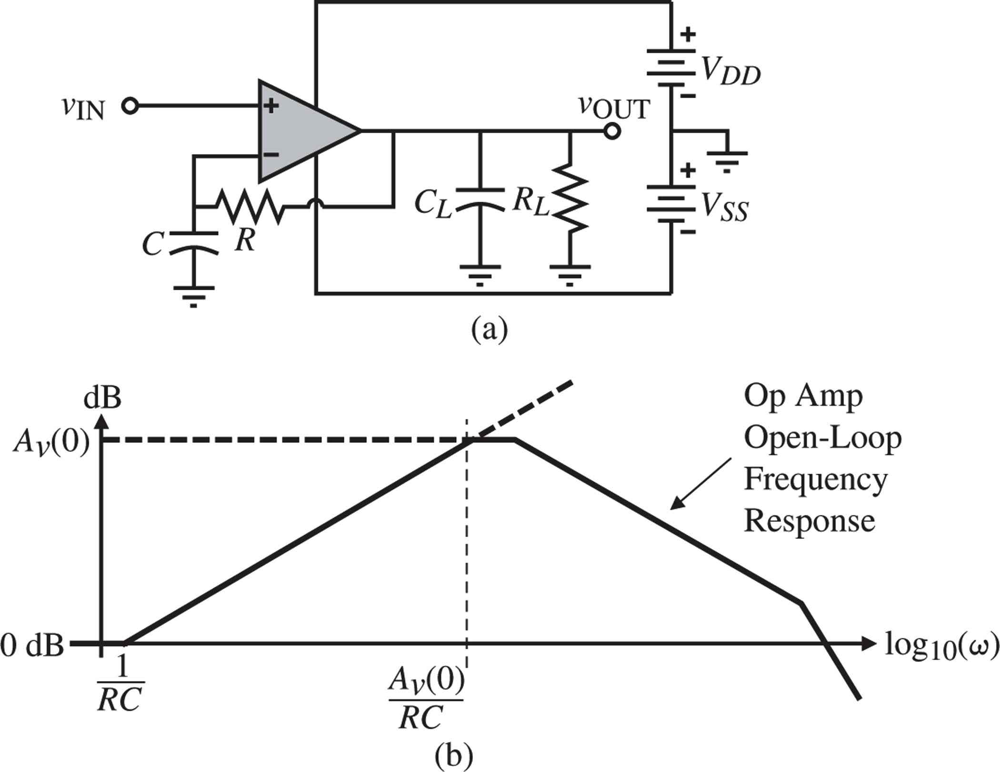 +
V_DD
−
v_IN
+
v_OUT
−
+
C_L
R_L
V_SS
−
C
R
(a)
dB
Op Amp
Open-Loop
Frequency
Response
A_v(0)
0 dB
log10(ω)
1
RC
A_v(0)
RC
(b)